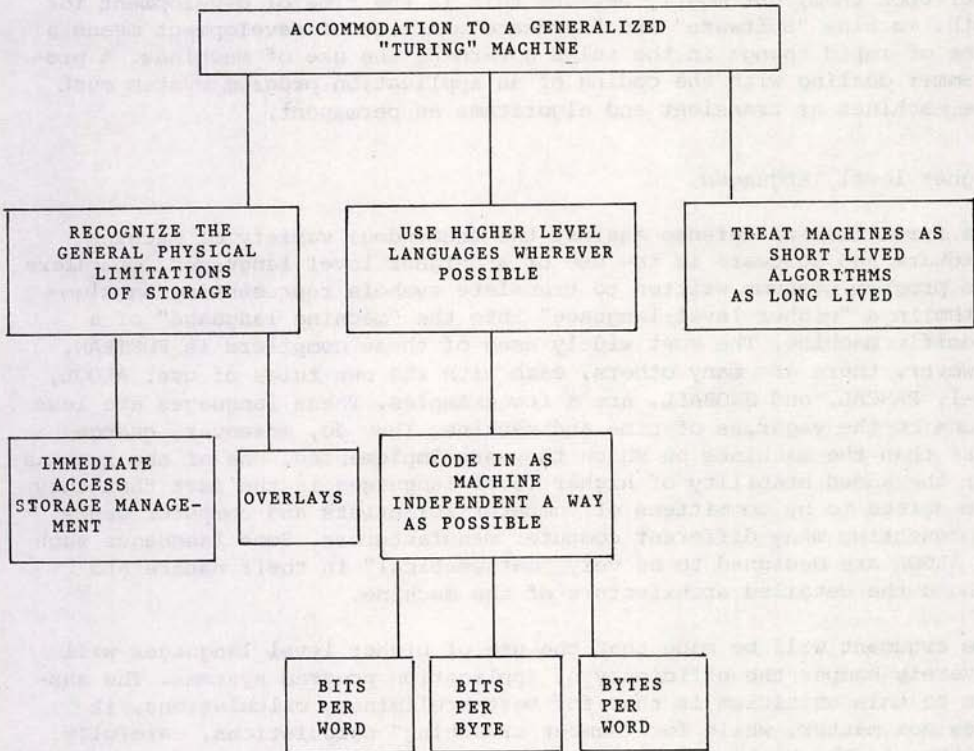 ACCOMMODATION TO A GENERALIZED
"TURING" MACHINE
RECOGNIZE THE
GENERAL PHYSICAL
LIMITATIONS
OF STORAGE
USE HIGHER LEVEL
LANGUAGES WHEREVER
POSSIBLE
TREAT MACHINES AS
SHORT LIVED
ALGORITHMS
AS LONG LIVED
IMMEDIATE
ACCESS
STORAGE MANAGE-
MENT
OVERLAYS
CODE IN AS
MACHINE
INDEPENDENT A WAY
AS POSSIBLE
BITS
PER
WORD
BITS
PER
BYTE
BYTES
PER
WORD